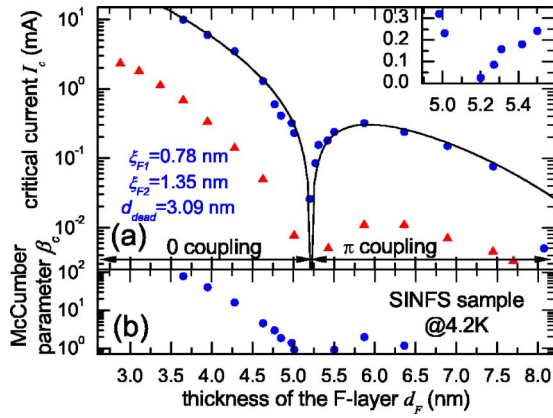 critical current I_c (mA)
10^1
10^0
10^-1
10^-2
(a)
ξ_F1=0.78 nm
ξ_F2=1.35 nm
d_dead=3.09 nm
0 coupling
π coupling
0.3
0.2
0.1
0.0
5.0 5.2 5.4
McCumber
parameter β_c
10^2
10^1
10^0
(b)
SINFS sample
@4.2K
3.0 3.5 4.0 4.5 5.0 5.5 6.0 6.5 7.0 7.5 8.0
thickness of the F-layer d_F (nm)